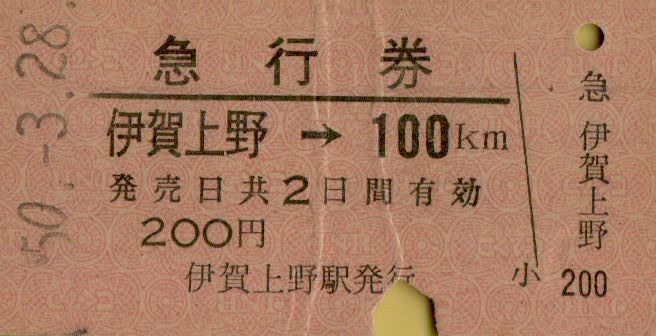 50.-3.28.
急行券
伊賀上野 → 100km
発売日共2日間有効
200円
伊賀上野駅発行
小
急 伊賀上野
200